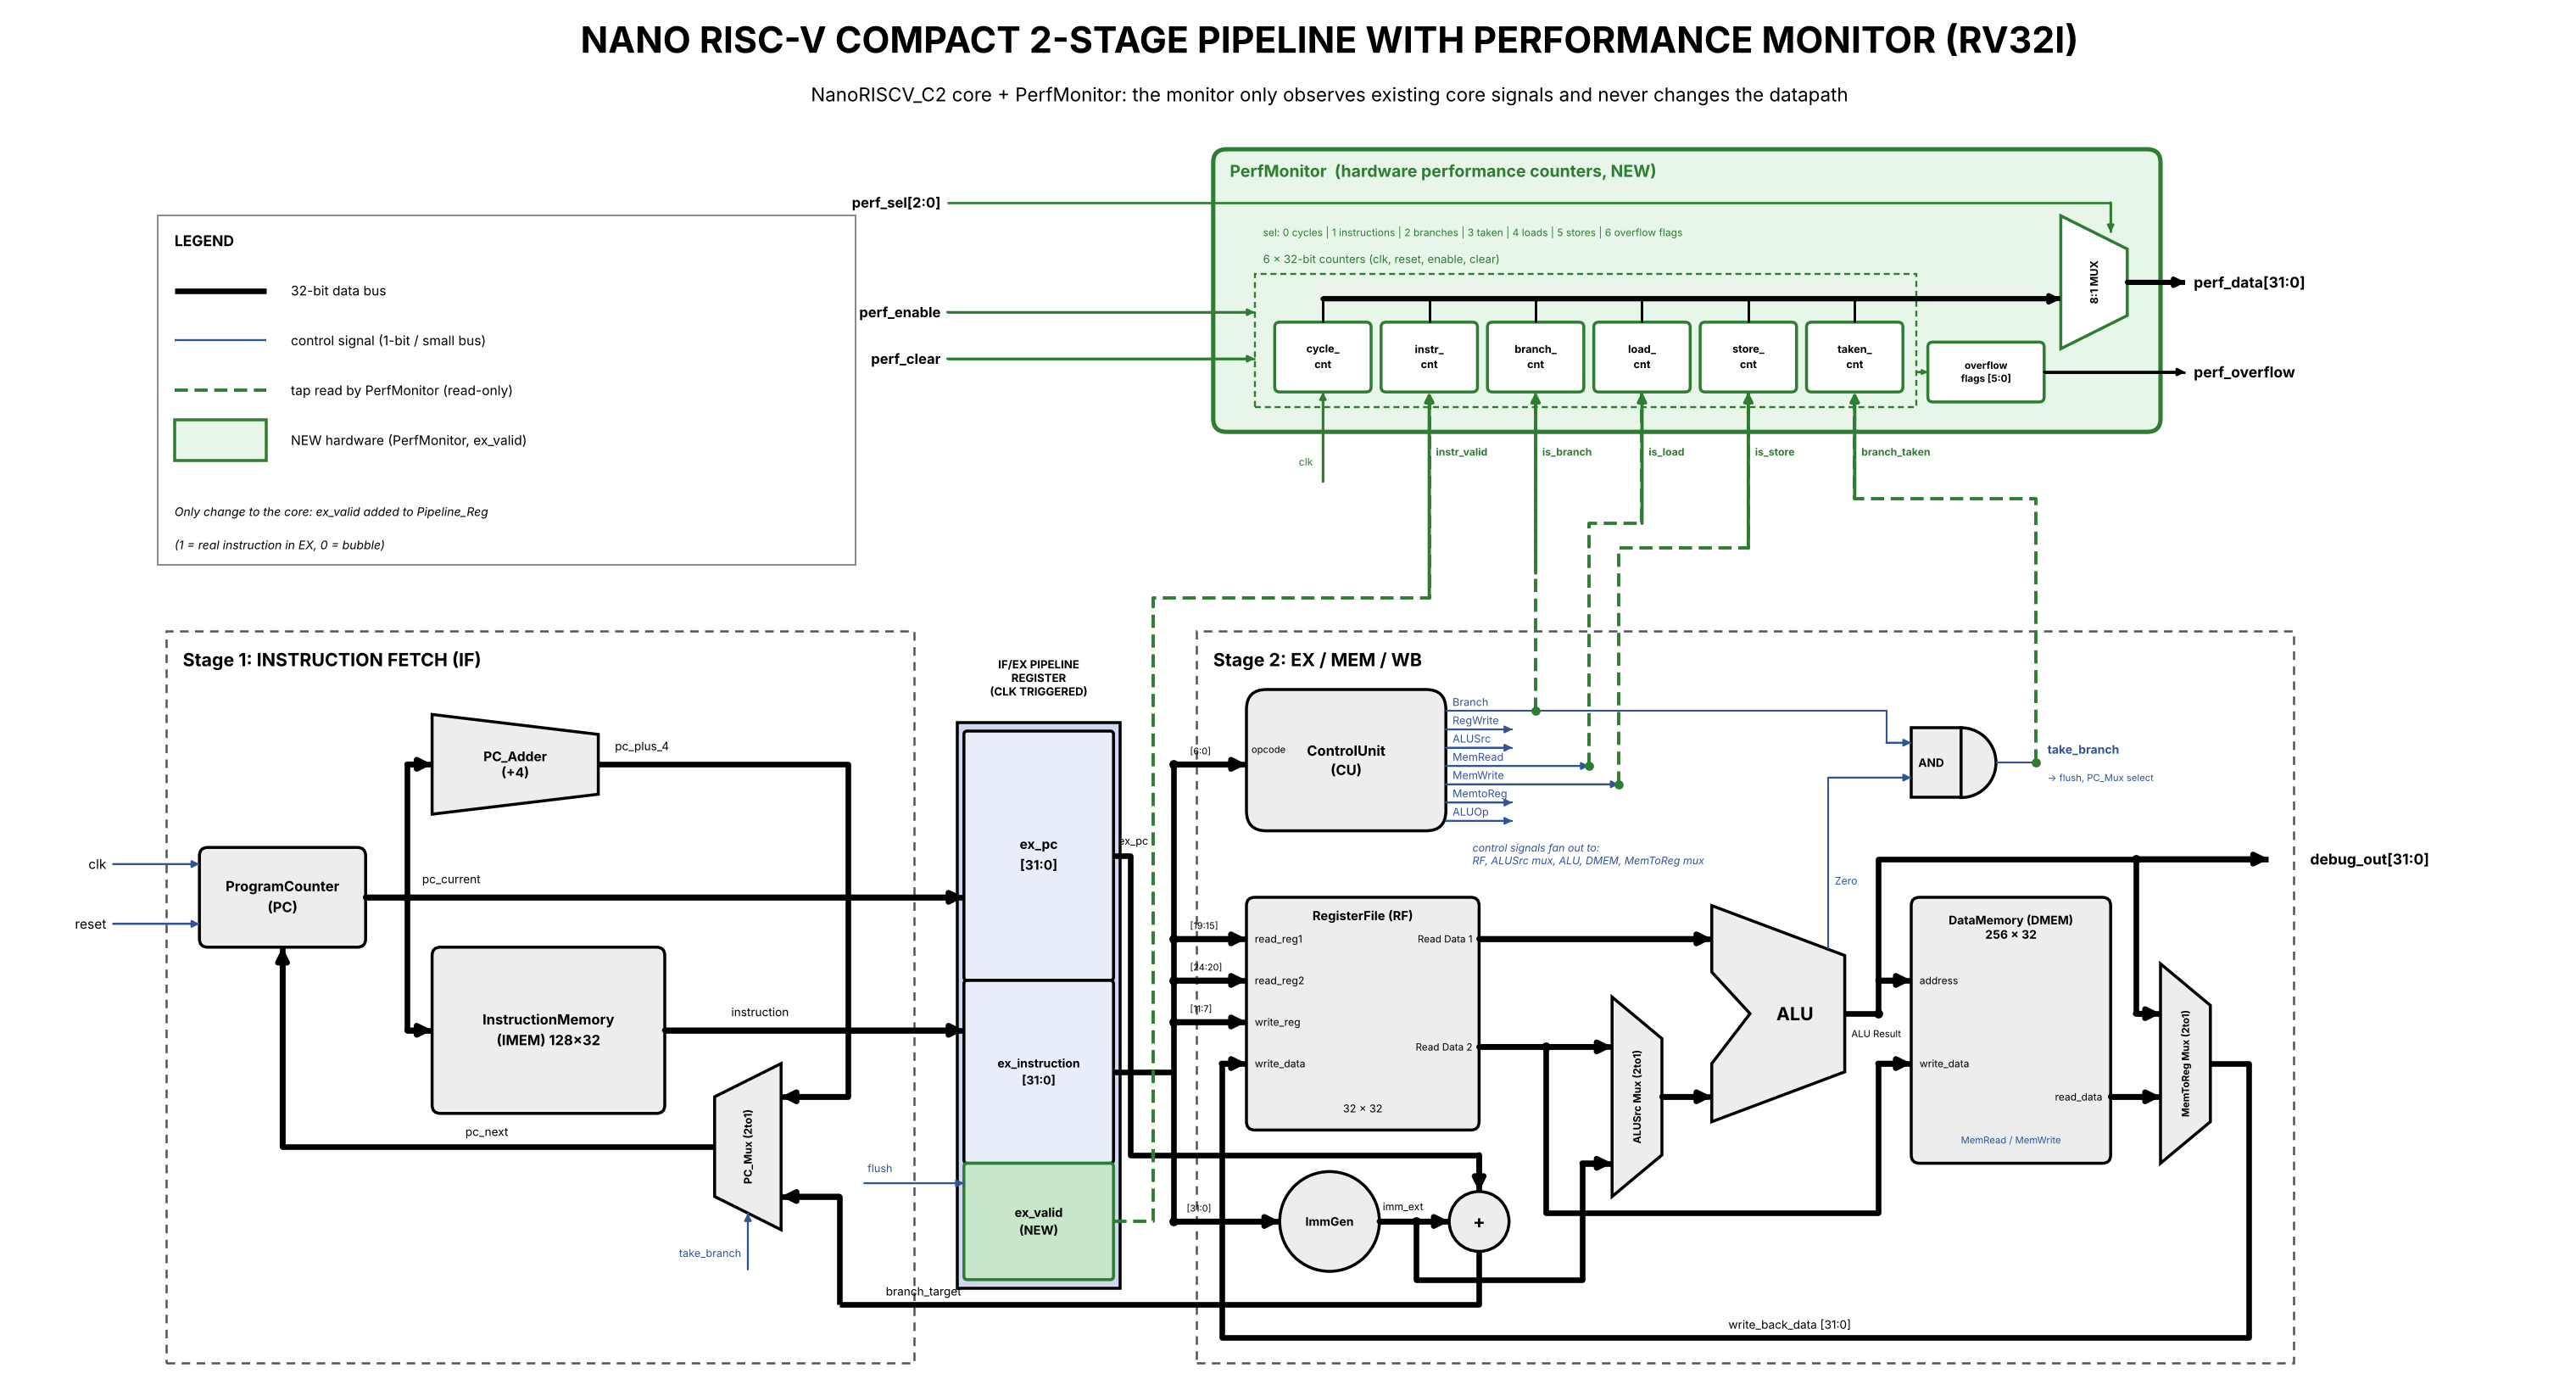 NANO RISC-V COMPACT 2-STAGE PIPELINE WITH PERFORMANCE MONITOR (RV32I)
NanoRISCV_C2 core + PerfMonitor: the monitor only observes existing core signals and never changes the datapath
PerfMonitor (hardware performance counters, NEW)
perf_sel[2:0]
sel: 0 cycles | 1 instructions | 2 branches | 3 taken | 4 loads | 5 stores | 6 overflow flags
6 × 32-bit counters (clk, reset, enable, clear)
8:1 MUX
perf_data[31:0]
perf_enable
perf_clear
cycle_
cnt
instr_
cnt
branch_
cnt
load_
cnt
store_
cnt
taken_
cnt
overflow
flags [5:0]
perf_overflow
clk
instr_valid
is_branch
is_load
is_store
branch_taken
LEGEND
32-bit data bus
control signal (1-bit / small bus)
tap read by PerfMonitor (read-only)
NEW hardware (PerfMonitor, ex_valid)
Only change to the core: ex_valid added to Pipeline_Reg
(1 = real instruction in EX, 0 = bubble)
Stage 1: INSTRUCTION FETCH (IF)
PC_Adder
(+4)
pc_plus_4
clk
reset
ProgramCounter
(PC)
pc_current
InstructionMemory
(IMEM) 128×32
instruction
pc_next
PC_Mux (2to1)
take_branch
IF/EX PIPELINE
REGISTER
(CLK TRIGGERED)
ex_pc
[31:0]
ex_instruction
[31:0]
ex_valid
(NEW)
flush
branch_target
ex_pc
Stage 2: EX / MEM / WB
[6:0]
opcode
ControlUnit
(CU)
Branch
RegWrite
ALUSrc
MemRead
MemWrite
MemtoReg
ALUOp
control signals fan out to:
RF, ALUSrc mux, ALU, DMEM, MemToReg mux
AND
take_branch
→ flush, PC_Mux select
Zero
debug_out[31:0]
RegisterFile (RF)
[19:15]
read_reg1
Read Data 1
[24:20]
read_reg2
[11:7]
write_reg
Read Data 2
write_data
32 × 32
ALUSrc Mux (2to1)
ALU
ALU Result
DataMemory (DMEM)
256 × 32
address
write_data
read_data
MemRead / MemWrite
MemToReg Mux (2to1)
[31:0]
ImmGen
imm_ext
+
write_back_data [31:0]